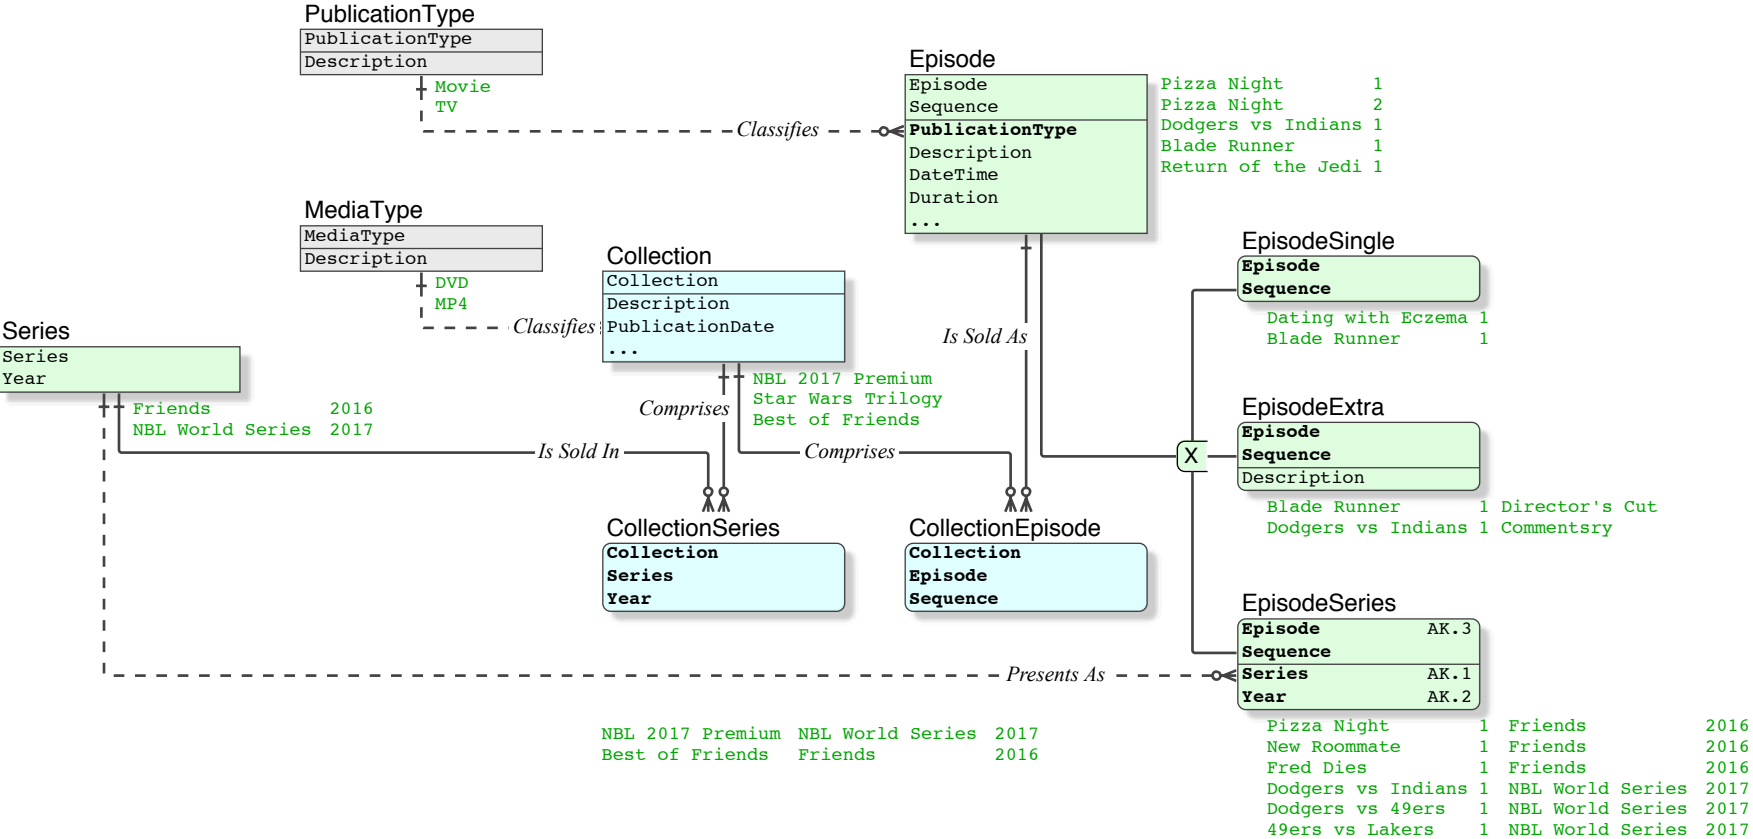 PublicationType
PublicationType
Description
Movie
TV
Classifies
Episode
Episode
Sequence
PublicationType
Description
DateTime
Duration
...
Pizza Night 1
Pizza Night 2
Dodgers vs Indians 1
Blade Runner 1
Return of the Jedi 1
MediaType
MediaType
Description
DVD
MP4
Classifies
Collection
Collection
Description
PublicationDate
...
NBL 2017 Premium
Star Wars Trilogy
Best of Friends
Series
Series
Year
Friends 2016
NBL World Series 2017
Is Sold In
Comprises
Comprises
Is Sold As
EpisodeSingle
Episode
Sequence
Dating with Eczema 1
Blade Runner 1
X
EpisodeExtra
Episode
Sequence
Description
Blade Runner 1 Director's Cut
Dodgers vs Indians 1 Commentsry
CollectionSeries
Collection
Series
Year
CollectionEpisode
Collection
Episode
Sequence
Presents As
EpisodeSeries
Episode AK.3
Sequence
Series AK.1
Year AK.2
Pizza Night 1 Friends 2016
New Roommate 1 Friends 2016
Fred Dies 1 Friends 2016
Dodgers vs Indians 1 NBL World Series 2017
Dodgers vs 49ers 1 NBL World Series 2017
49ers vs Lakers 1 NBL World Series 2017
NBL 2017 Premium NBL World Series 2017
Best of Friends Friends 2016